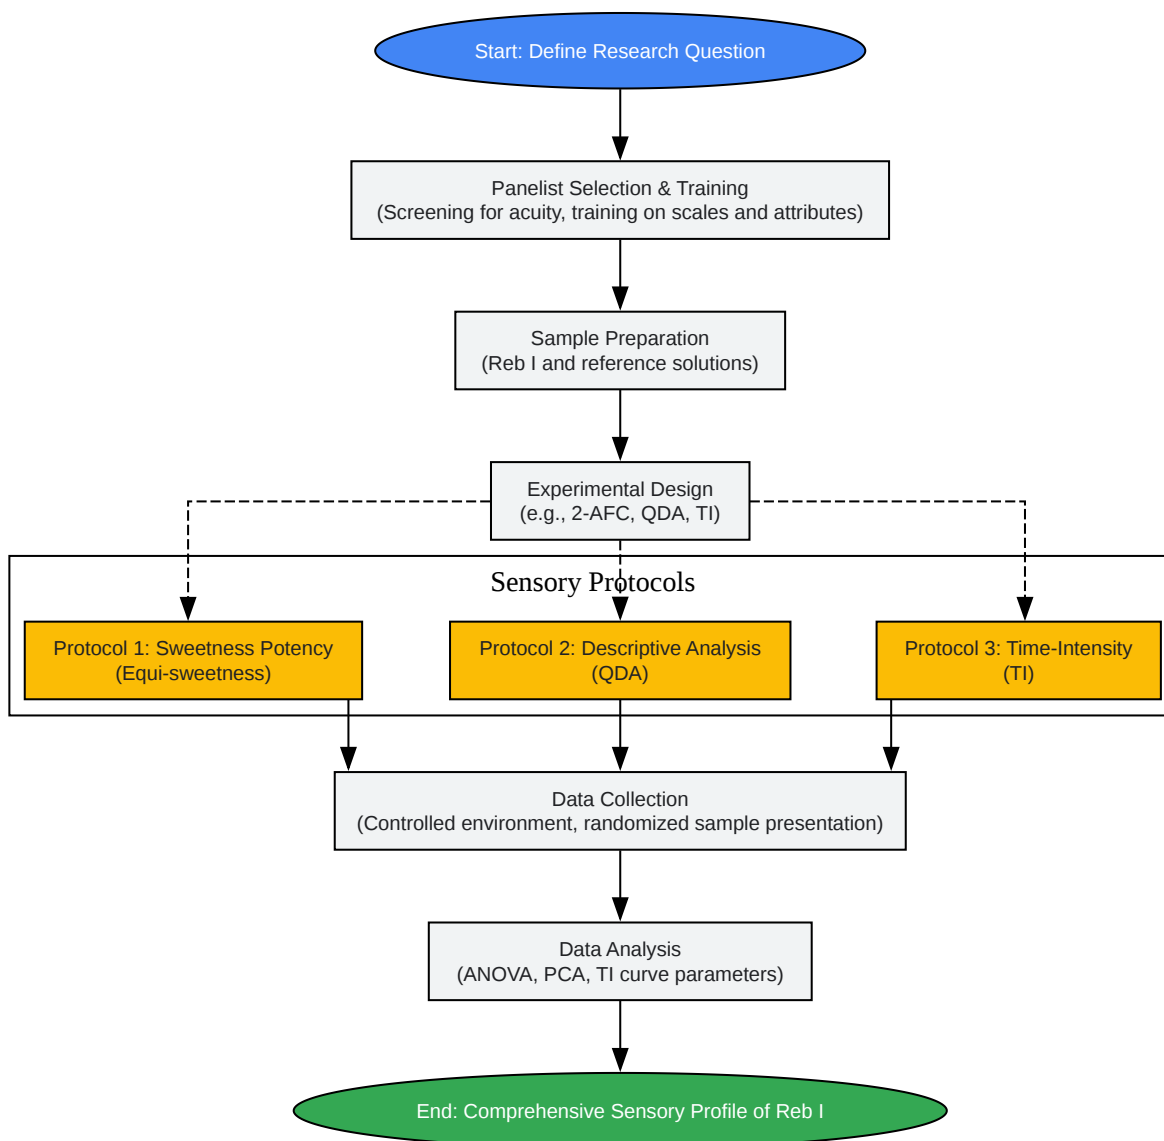 Start: Define Research Question
Panelist Selection & Training
(Screening for acuity, training on scales and attributes)
Sample Preparation
(Reb I and reference solutions)
Experimental Design
(e.g., 2-AFC, QDA, TI)
Sensory Protocols
Protocol 1: Sweetness Potency
(Equi-sweetness)
Protocol 2: Descriptive Analysis
(QDA)
Protocol 3: Time-Intensity
(TI)
Data Collection
(Controlled environment, randomized sample presentation)
Data Analysis
(ANOVA, PCA, TI curve parameters)
End: Comprehensive Sensory Profile of Reb I